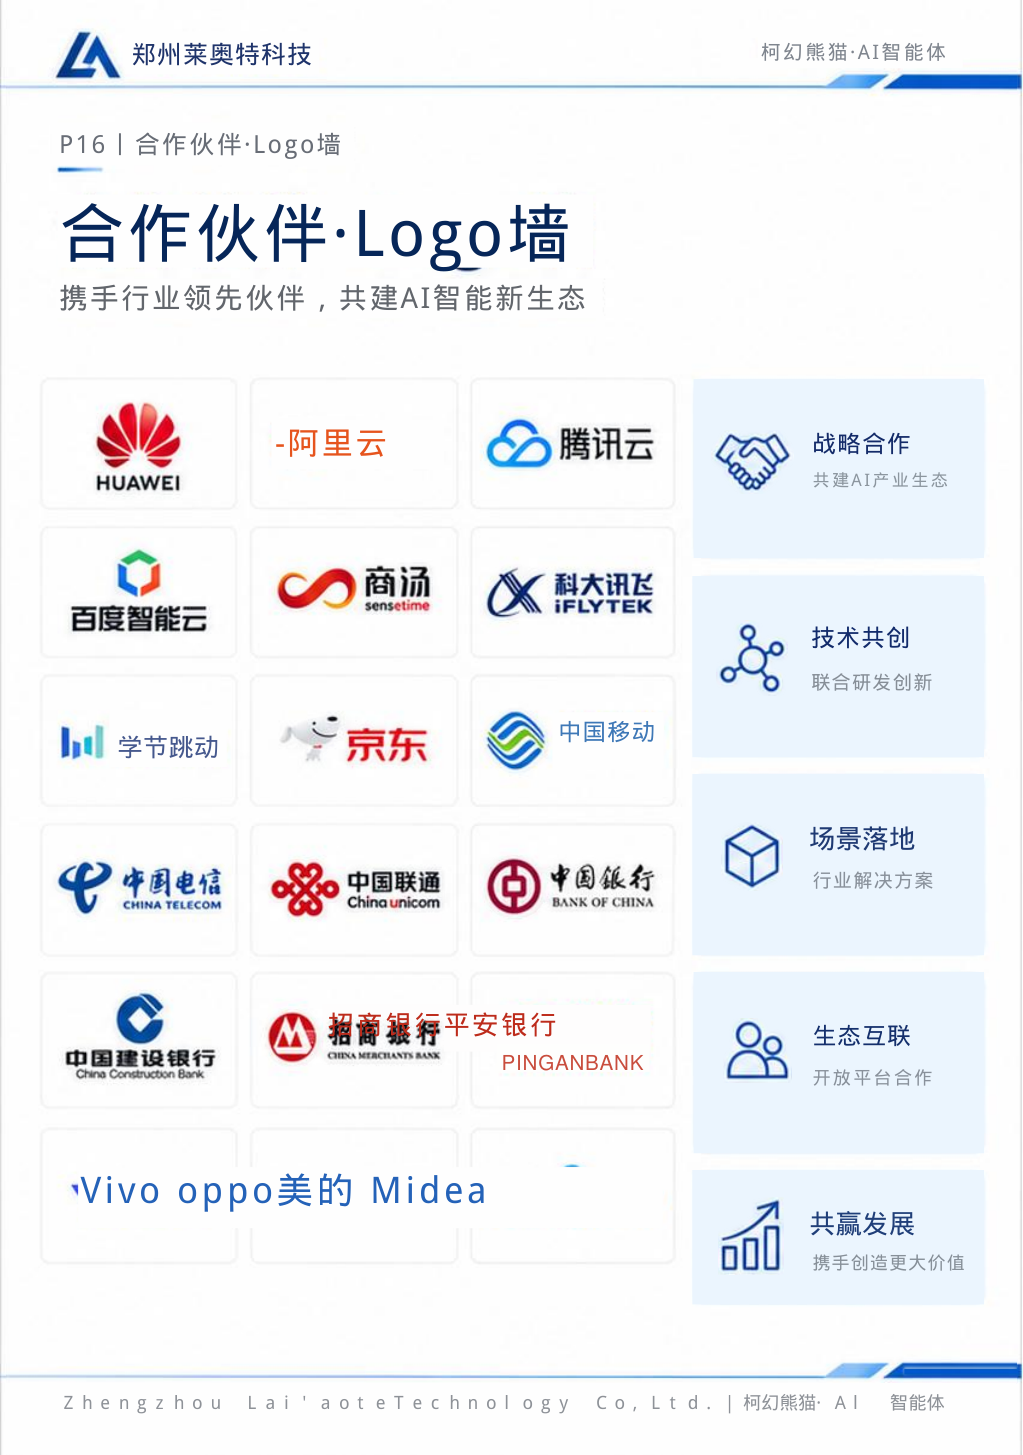 郑州莱奥特科技
柯幻熊猫·AI智能体
P16 | 合作伙伴·Logo墙
合作伙伴·Logo墙
携手行业领先伙伴，共建AI智能新生态
HUAWEI
-阿里云
腾讯云
战略合作
共建AI产业生态
百度智能云
商汤
sensetime
科大讯飞
iFLYTEK
技术共创
联合研发创新
学节跳动
京东
中国移动
场景落地
行业解决方案
中国电信
CHINA TELECOM
中国联通
China unicom
中国银行
BANK OF CHINA
中国建设银行
China Construction Bank
招商银行
CHINA MERCHANTS BANK
招商银行平安银行
PINGANBANK
生态互联
开放平台合作
Vivo oppo美的 Midea
共赢发展
携手创造更大价值
Zhengzhou Lai'aoteTechnology Co,Ltd. | 柯幻熊猫· Al 智能体